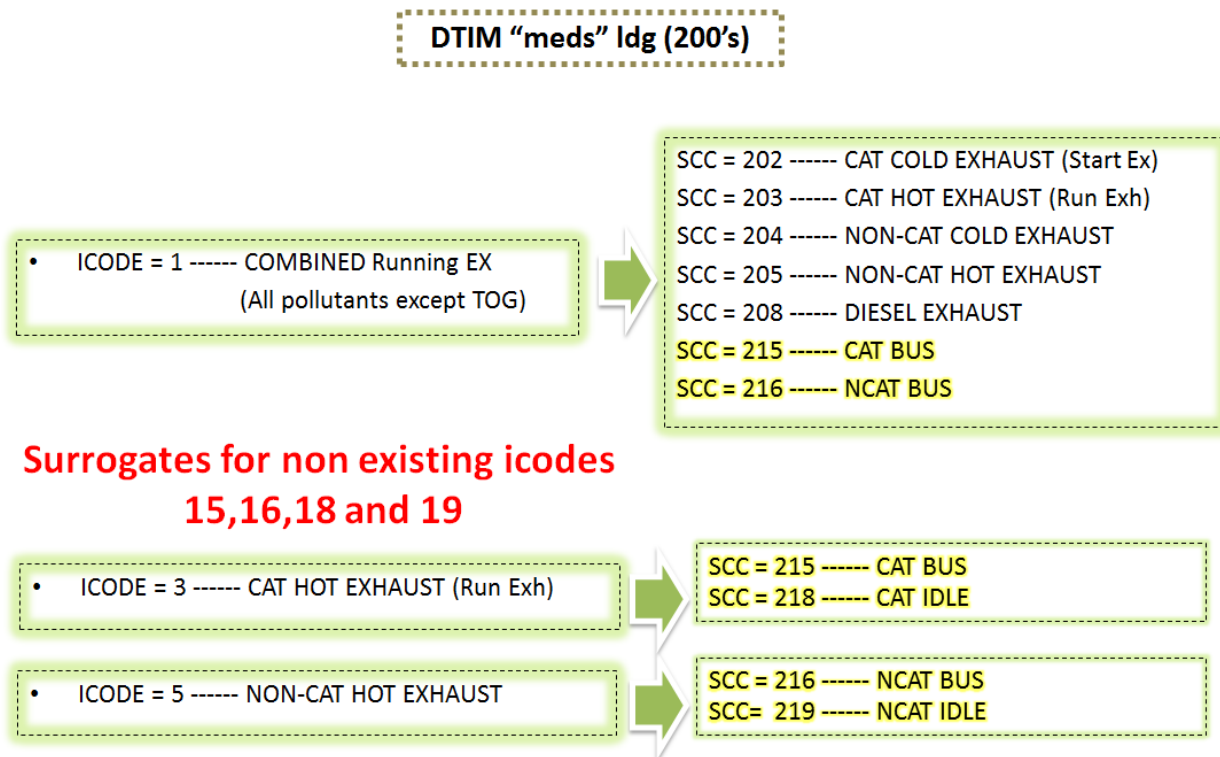 DTIM “meds” ldg (200’s)
• ICODE = 1 ------ COMBINED Running EX
(All pollutants except TOG)
SCC = 202 ------ CAT COLD EXHAUST (Start Ex)
SCC = 203 ------ CAT HOT EXHAUST (Run Exh)
SCC = 204 ------ NON-CAT COLD EXHAUST
SCC = 205 ------ NON-CAT HOT EXHAUST
SCC = 208 ------ DIESEL EXHAUST
SCC = 215 ------ CAT BUS
SCC = 216 ------ NCAT BUS
Surrogates for non existing icodes
15,16,18 and 19
• ICODE = 3 ------ CAT HOT EXHAUST (Run Exh)
SCC = 215 ------ CAT BUS
SCC = 218 ------ CAT IDLE
• ICODE = 5 ------ NON-CAT HOT EXHAUST
SCC = 216 ------ NCAT BUS
SCC=  219 ------ NCAT IDLE